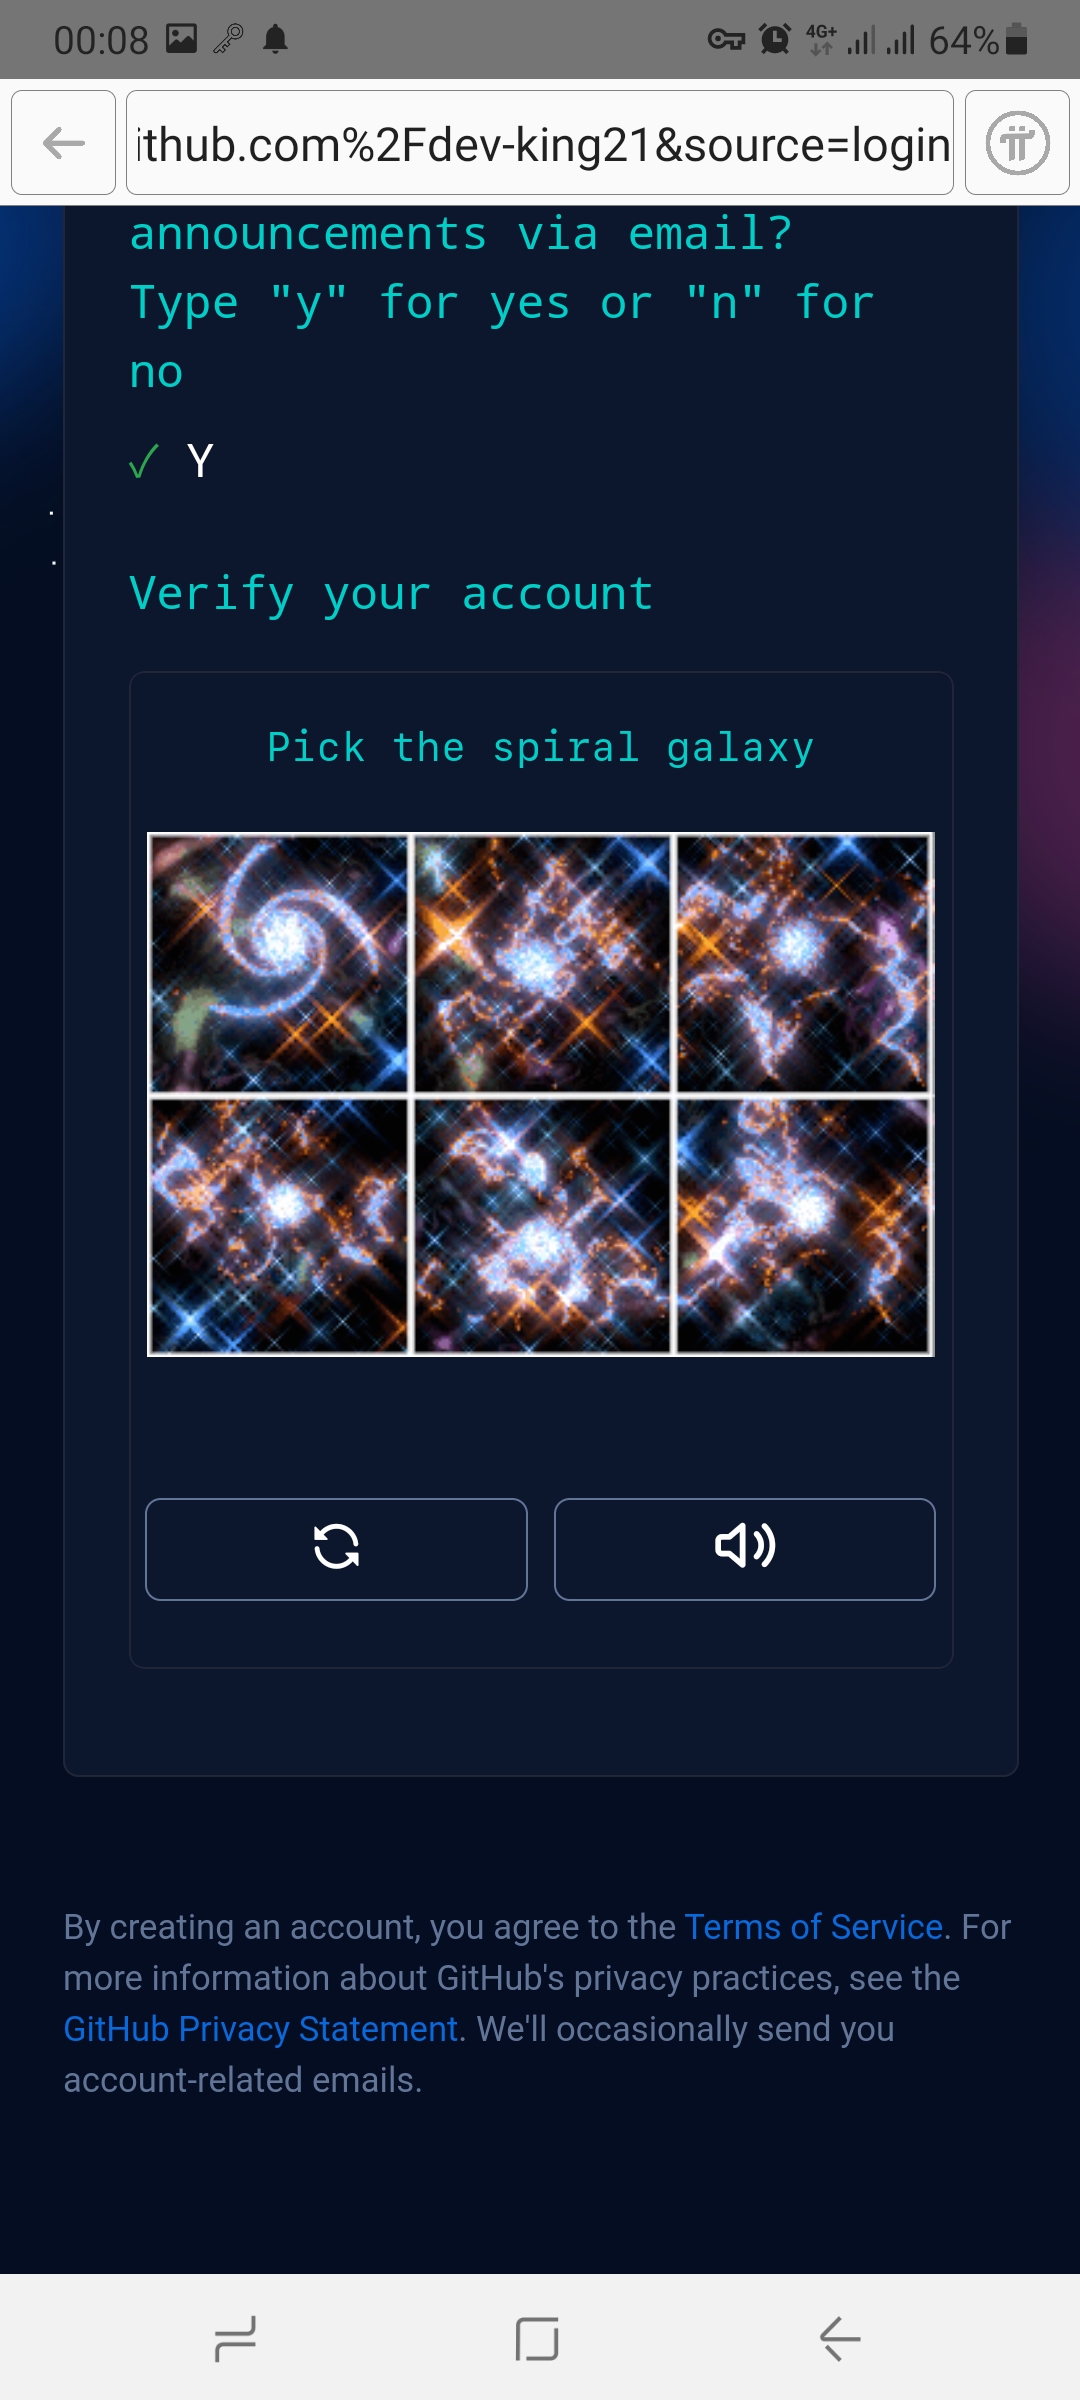 00:08
4G+
64%
ithub.com%2Fdev-king21&source=login
announcements via email?
Type "y" for yes or "n" for
no
✓ Y
Verify your account
Pick the spiral galaxy
By creating an account, you agree to the Terms of Service. For
more information about GitHub's privacy practices, see the
GitHub Privacy Statement. We'll occasionally send you
account-related emails.